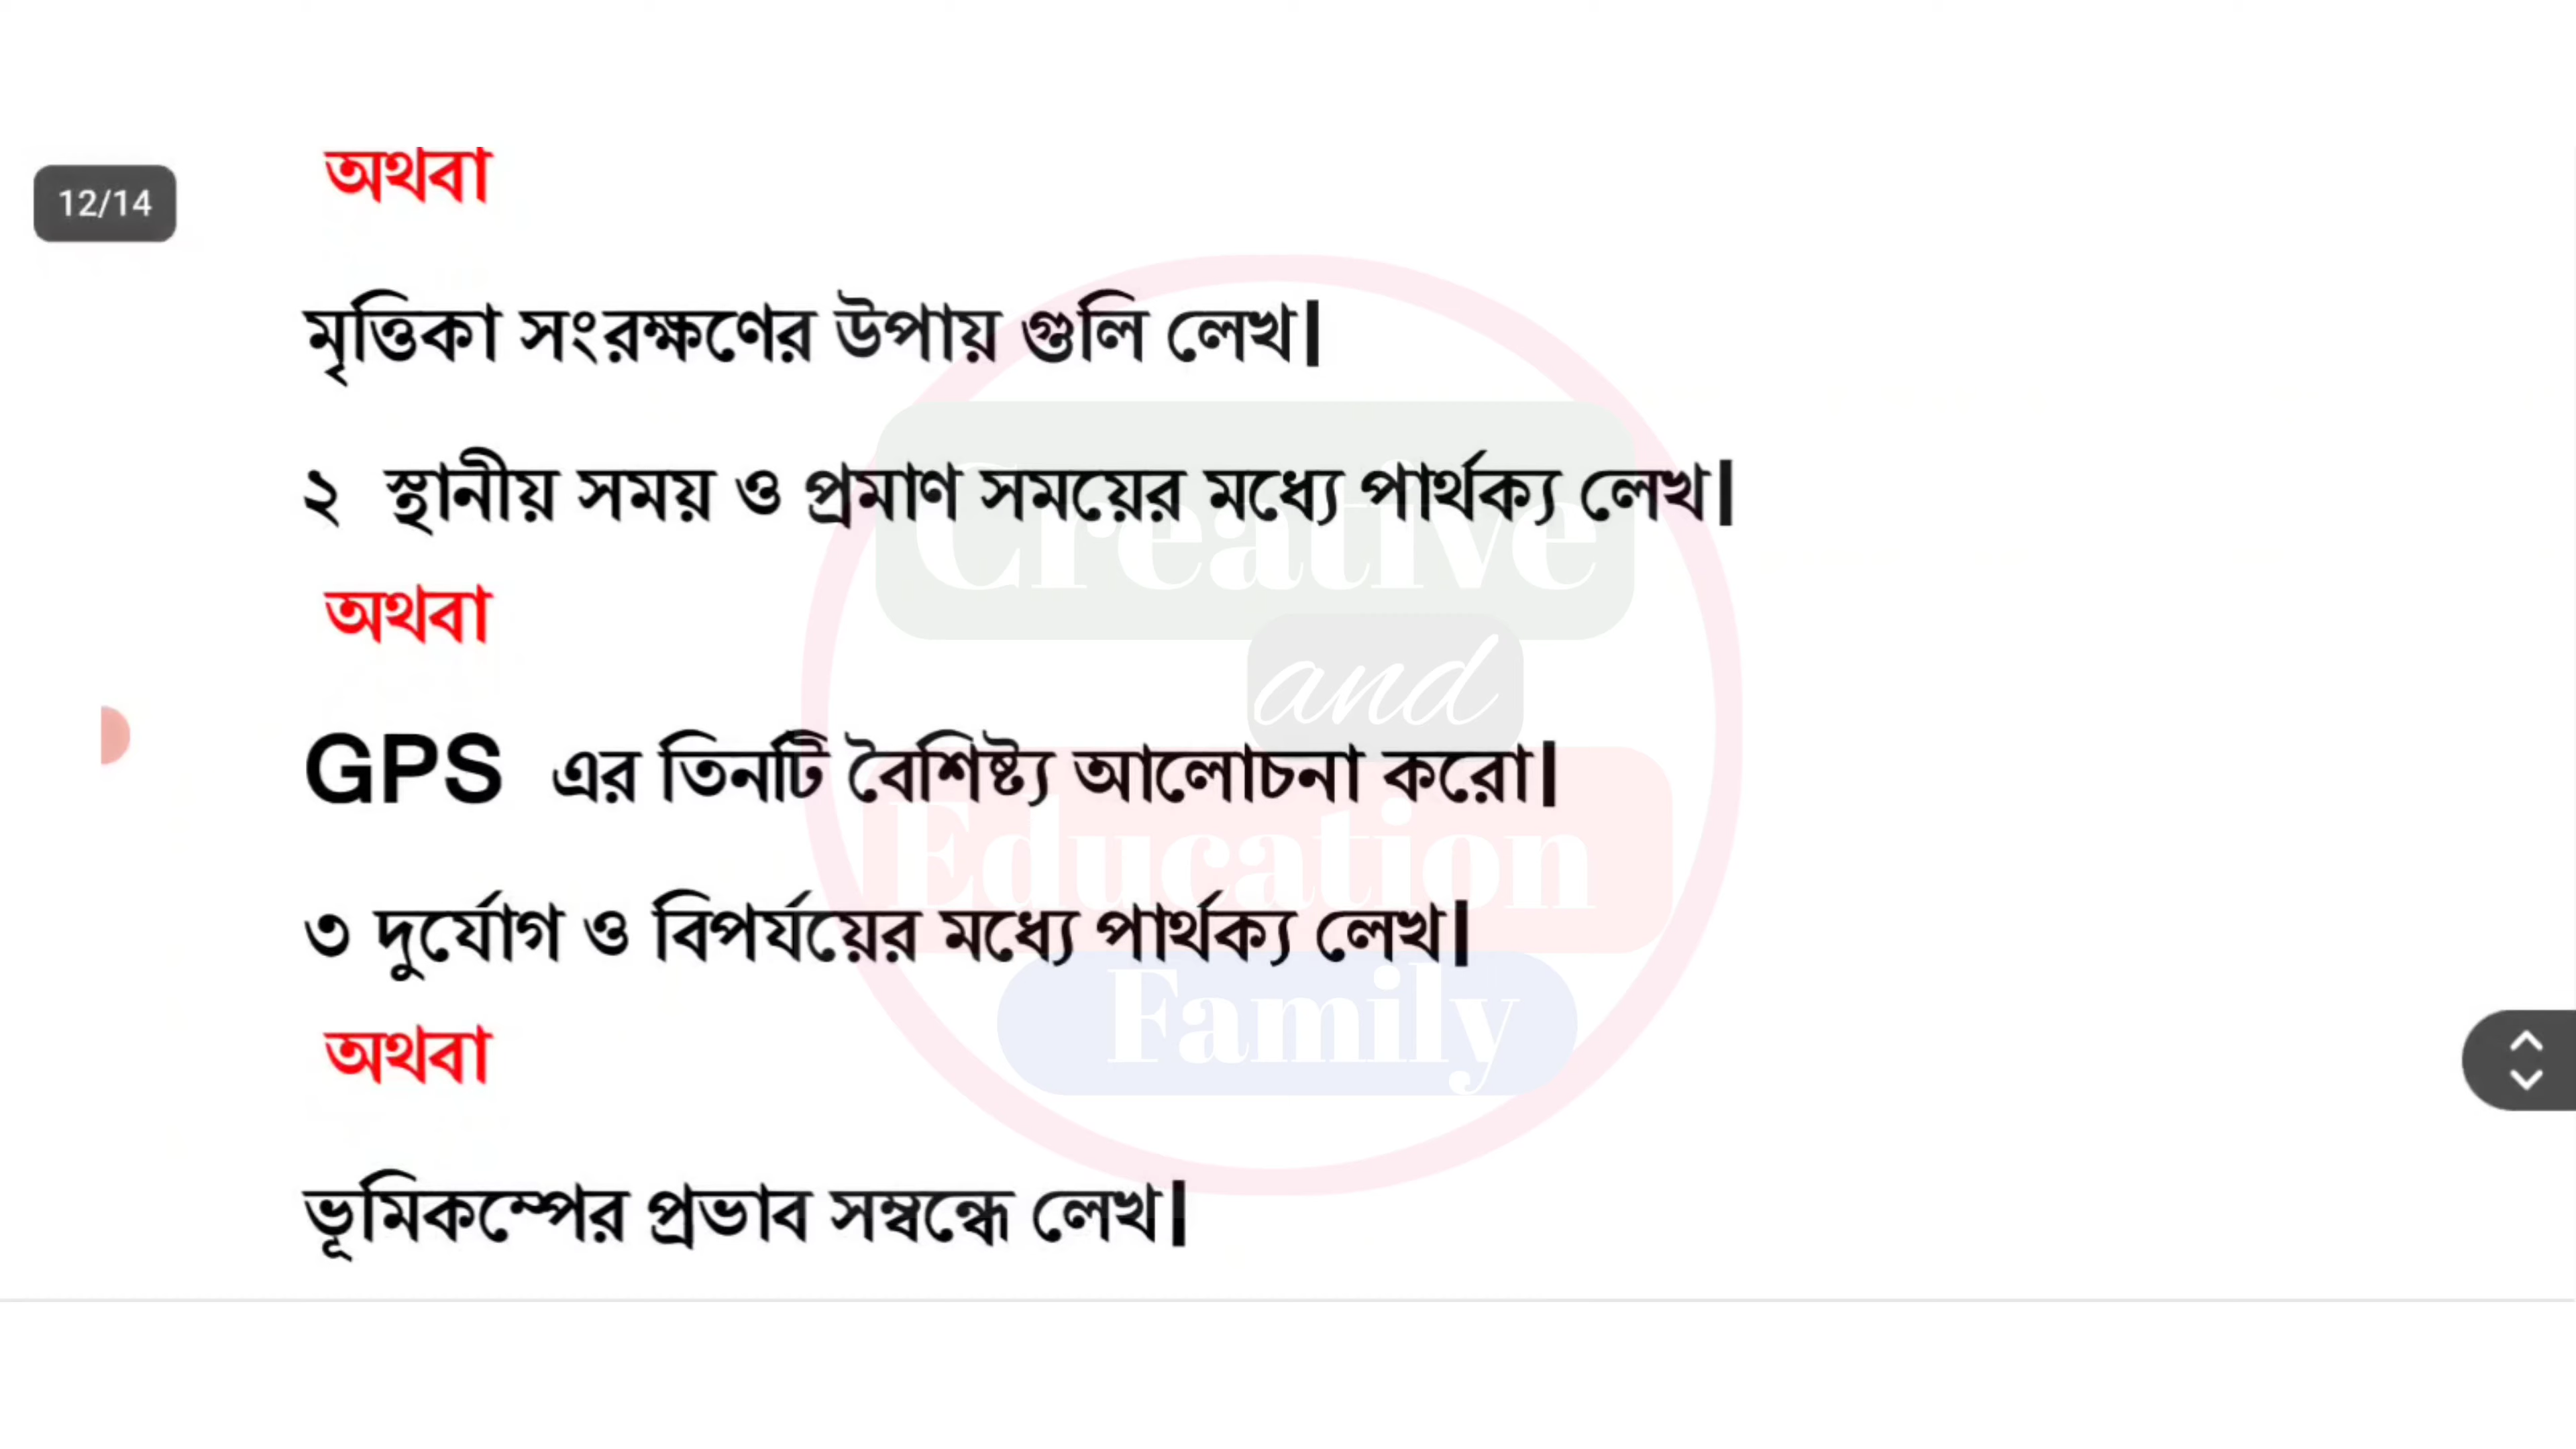 অথবা
12/14
মৃত্তিকা সংরক্ষণের উপায় গুলি লেখ।
২ স্থানীয় সময় ও প্রমাণ সময়ের মধ্যে পার্থক্য লেখ।
Creative
অথবা
and
GPS এর তিনটি বৈশিষ্ট্য আলোচনা করো।
Education
৩ দুর্যোগ ও বিপর্যয়ের মধ্যে পার্থক্য লেখ।
Family
অথবা
ভূমিকম্পের প্রভাব সম্বন্ধে লেখ।